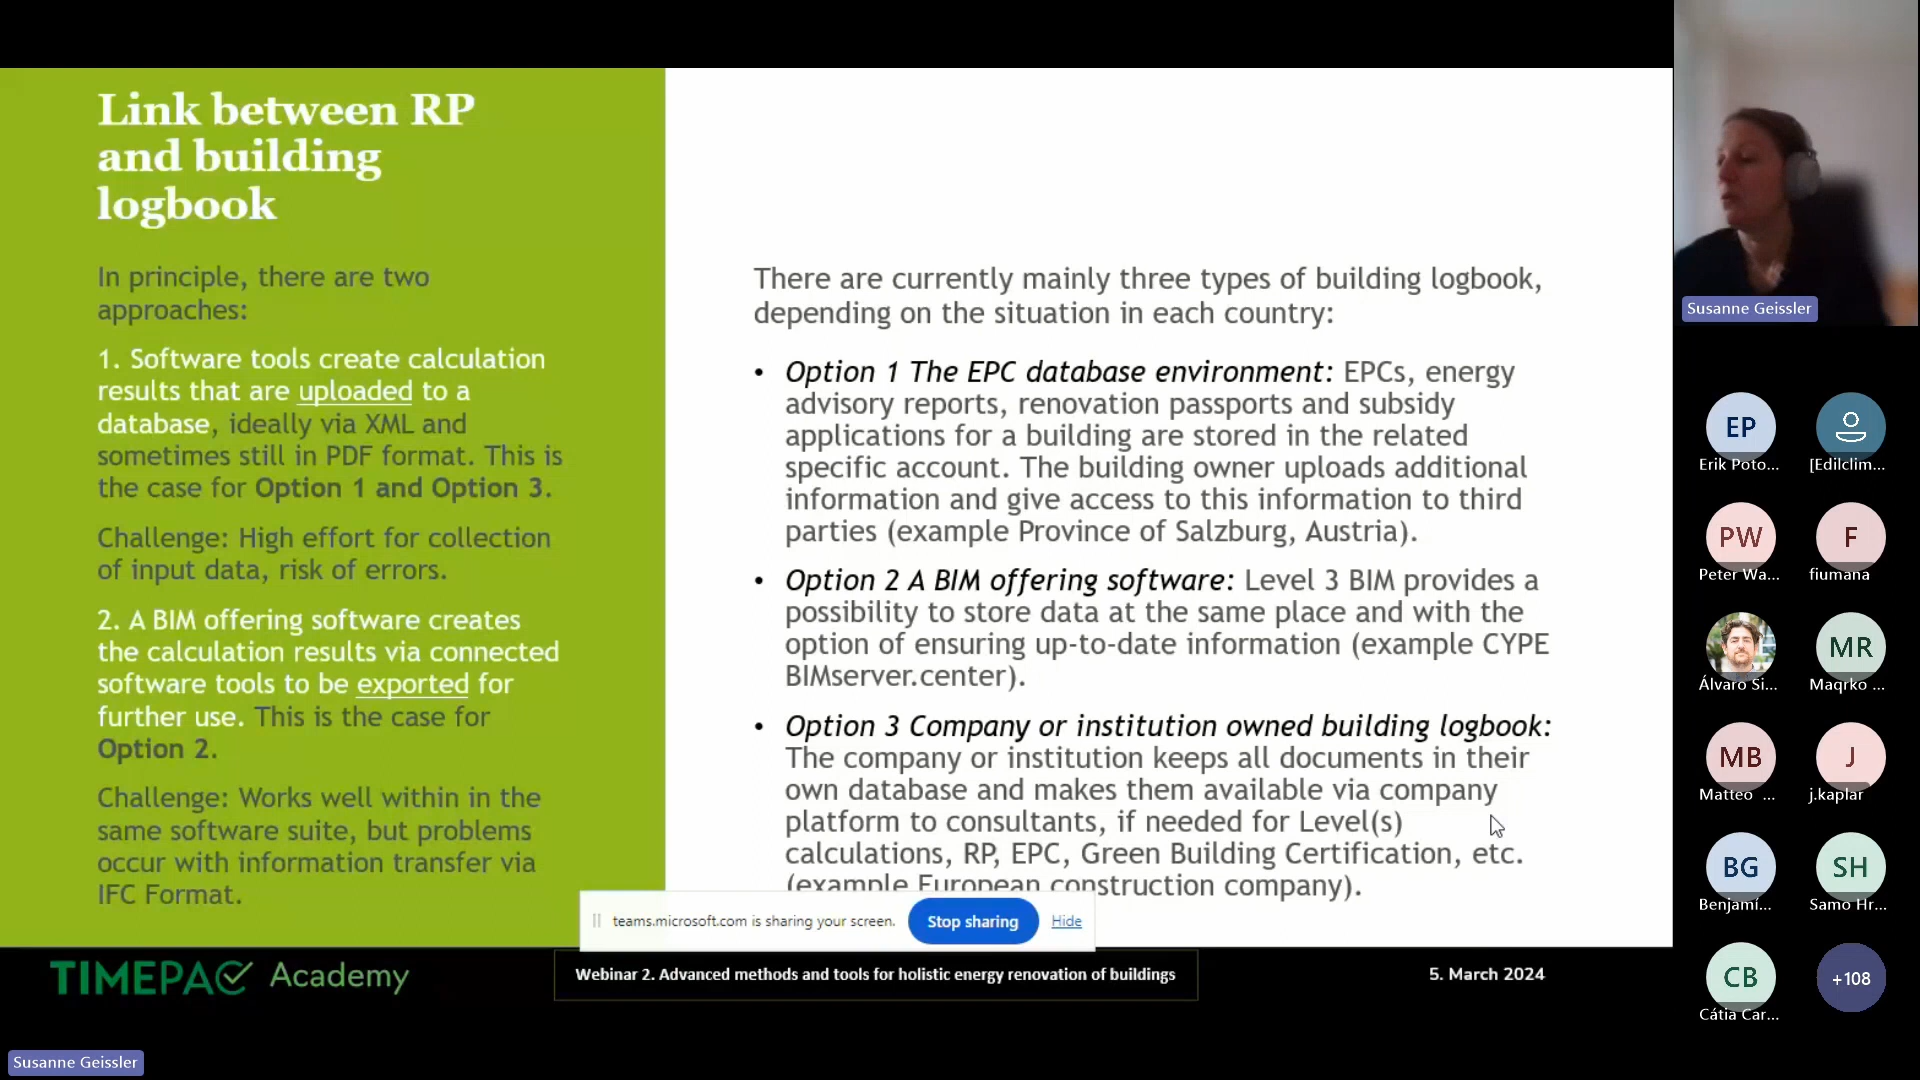 Link between RP
and building
logbook
In principle, there are two
approaches:
1. Software tools create calculation
results that are uploaded to a
database, ideally via XML and
sometimes still in PDF format. This is
the case for Option 1 and Option 3.
Challenge: High effort for collection
of input data, risk of errors.
2. A BIM offering software creates
the calculation results via connected
software tools to be exported for
further use. This is the case for
Option 2.
Challenge: Works well within in the
same software suite, but problems
occur with information transfer via
IFC Format.
There are currently mainly three types of building logbook,
depending on the situation in each country:
• Option 1 The EPC database environment: EPCs, energy
advisory reports, renovation passports and subsidy
applications for a building are stored in the related
specific account. The building owner uploads additional
information and give access to this information to third
parties (example Province of Salzburg, Austria).
• Option 2 A BIM offering software: Level 3 BIM provides a
possibility to store data at the same place and with the
option of ensuring up-to-date information (example CYPE
BIMserver.center).
• Option 3 Company or institution owned building logbook:
The company or institution keeps all documents in their
own database and makes them available via company
platform to consultants, if needed for Level(s)
calculations, RP, EPC, Green Building Certification, etc.
(example European construction company).
teams.microsoft.com is sharing your screen.
Stop sharing
Hide
TIMEPAC Academy
Webinar 2. Advanced methods and tools for holistic energy renovation of buildings
5. March 2024
Susanne Geissler
Susanne Geissler
EP
Erik Poto...
[Edilclim...
PW
Peter Wa...
F
fiumana
Álvaro Si...
MR
Maqrko ...
MB
Matteo ...
J
j.kaplar
BG
Benjamí...
SH
Samo Hr...
CB
Cátia Car...
+108